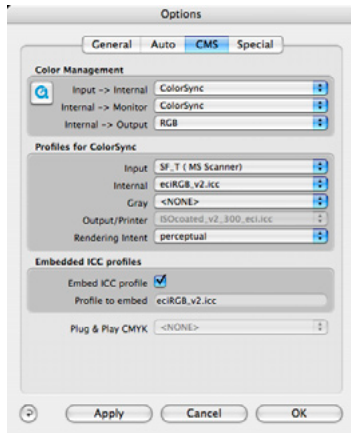 Options
General Auto CMS Special
Color Management
Input -> Internal ColorSync
Internal -> Monitor ColorSync
Internal -> Output RGB
Profiles for ColorSync
Input SF_T ( MS Scanner)
Internal eciRGB_v2.icc
Gray <NONE>
Output/Printer ISOcoated_v2_300_eci.icc
Rendering Intent perceptual
Embedded ICC profiles
Embed ICC profile
Profile to embed eciRGB_v2.icc
Plug & Play CMYK <NONE>
Apply Cancel OK